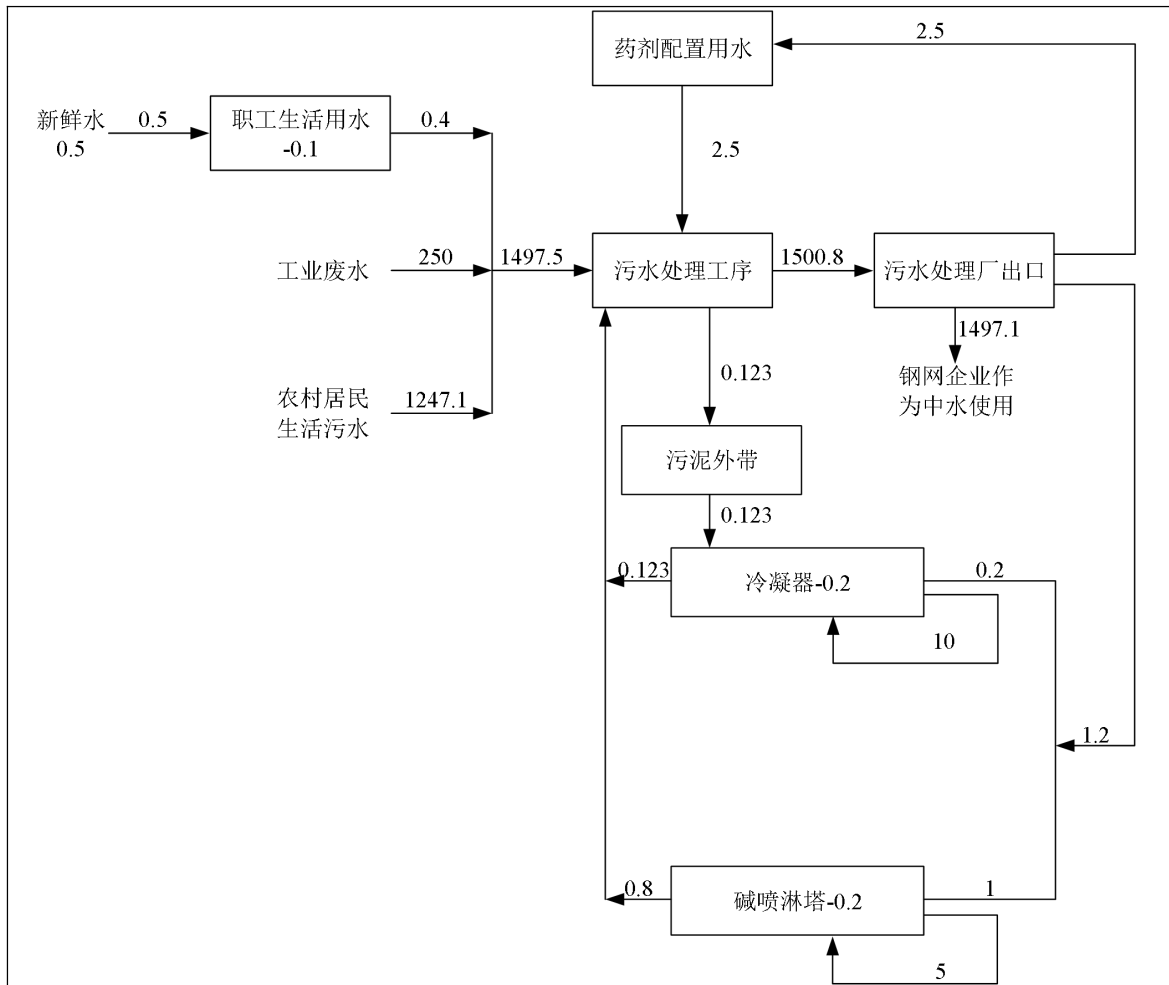 药剂配置用水
2.5
新鲜水
0.5
0.5
职工生活用水
-0.1
0.4
2.5
工业废水
250
1497.5
污水处理工序
1500.8
污水处理厂出口
1497.1
钢网企业作
为中水使用
农村居民
生活污水
1247.1
0.123
污泥外带
0.123
0.123
冷凝器-0.2
0.2
10
1.2
0.8
碱喷淋塔-0.2
1
5